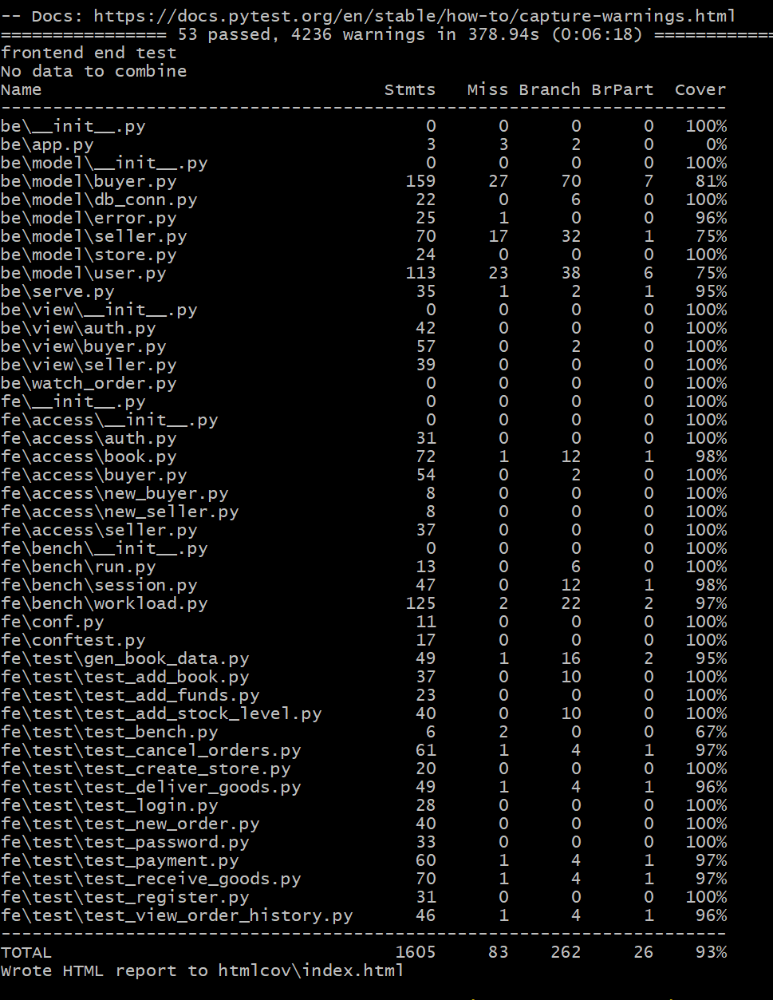 -- Docs: https://docs.pytest.org/en/stable/how-to/capture-warnings.html
================ 53 passed, 4236 warnings in 378.94s (0:06:18) ============
frontend end test
No data to combine
Name                                 Stmts   Miss Branch BrPart  Cover
----------------------------------------------------------------------
be\__init__.py                           0      0      0      0   100%
be\app.py                                3      3      2      0     0%
be\model\__init__.py                     0      0      0      0   100%
be\model\buyer.py                      159     27     70      7    81%
be\model\db_conn.py                     22      0      6      0   100%
be\model\error.py                       25      1      0      0    96%
be\model\seller.py                      70     17     32      1    75%
be\model\store.py                       24      0      0      0   100%
be\model\user.py                       113     23     38      6    75%
be\serve.py                             35      1      2      1    95%
be\view\__init__.py                      0      0      0      0   100%
be\view\auth.py                         42      0      0      0   100%
be\view\buyer.py                        57      0      2      0   100%
be\view\seller.py                       39      0      0      0   100%
be\watch_order.py                        0      0      0      0   100%
fe\__init__.py                           0      0      0      0   100%
fe\access\__init__.py                    0      0      0      0   100%
fe\access\auth.py                       31      0      0      0   100%
fe\access\book.py                       72      1     12      1    98%
fe\access\buyer.py                      54      0      2      0   100%
fe\access\new_buyer.py                   8      0      0      0   100%
fe\access\new_seller.py                  8      0      0      0   100%
fe\access\seller.py                     37      0      0      0   100%
fe\bench\__init__.py                     0      0      0      0   100%
fe\bench\run.py                         13      0      6      0   100%
fe\bench\session.py                     47      0     12      1    98%
fe\bench\workload.py                   125      2     22      2    97%
fe\conf.py                              11      0      0      0   100%
fe\conftest.py                          17      0      0      0   100%
fe\test\gen_book_data.py                49      1     16      2    95%
fe\test\test_add_book.py                37      0     10      0   100%
fe\test\test_add_funds.py               23      0      0      0   100%
fe\test\test_add_stock_level.py         40      0     10      0   100%
fe\test\test_bench.py                    6      2      0      0    67%
fe\test\test_cancel_orders.py           61      1      4      1    97%
fe\test\test_create_store.py            20      0      0      0   100%
fe\test\test_deliver_goods.py           49      1      4      1    96%
fe\test\test_login.py                   28      0      0      0   100%
fe\test\test_new_order.py               40      0      0      0   100%
fe\test\test_password.py                33      0      0      0   100%
fe\test\test_payment.py                 60      1      4      1    97%
fe\test\test_receive_goods.py           70      1      4      1    97%
fe\test\test_register.py                31      0      0      0   100%
fe\test\test_view_order_history.py      46      1      4      1    96%
----------------------------------------------------------------------
TOTAL                                 1605     83    262     26    93%
Wrote HTML report to htmlcov\index.html